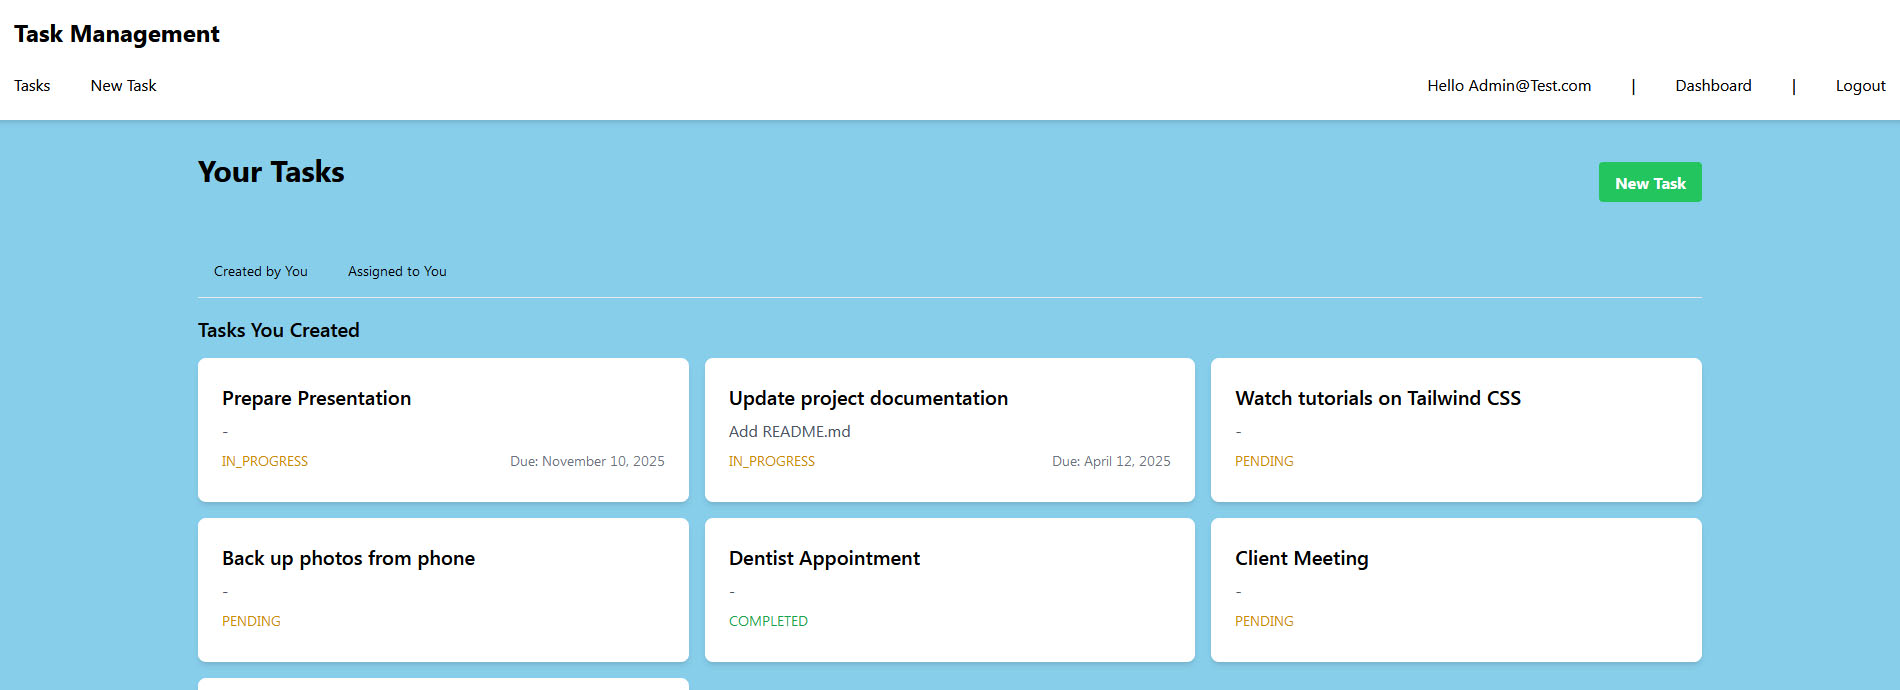 Task Management
Tasks New Task Hello Admin@Test.com | Dashboard | Logout
Your Tasks
New Task
Created by You Assigned to You
Tasks You Created
Prepare Presentation
-
IN_PROGRESS Due: November 10, 2025
Update project documentation
Add README.md
IN_PROGRESS Due: April 12, 2025
Watch tutorials on Tailwind CSS
-
PENDING
Back up photos from phone
-
PENDING
Dentist Appointment
-
COMPLETED
Client Meeting
-
PENDING